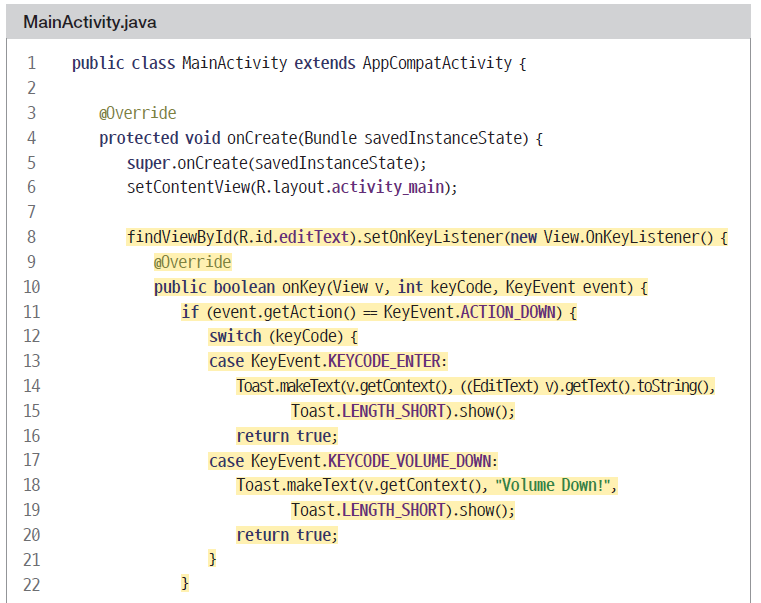 MainActivity.java
1 public class MainActivity extends AppCompatActivity {
2
3 @Override
4 protected void onCreate(Bundle savedInstanceState) {
5 super.onCreate(savedInstanceState);
6 setContentView(R.layout.activity_main);
7
8 findViewById(R.id.editText).setOnKeyListener(new View.OnKeyListener() {
9 @Override
10 public boolean onKey(View v, int keyCode, KeyEvent event) {
11 if (event.getAction() == KeyEvent.ACTION_DOWN) {
12 switch (keyCode) {
13 case KeyEvent.KEYCODE_ENTER:
14 Toast.makeText(v.getContext(), ((EditText) v).getText().toString(),
15 Toast.LENGTH_SHORT).show();
16 return true;
17 case KeyEvent.KEYCODE_VOLUME_DOWN:
18 Toast.makeText(v.getContext(), "Volume Down!",
19 Toast.LENGTH_SHORT).show();
20 return true;
21 }
22 }